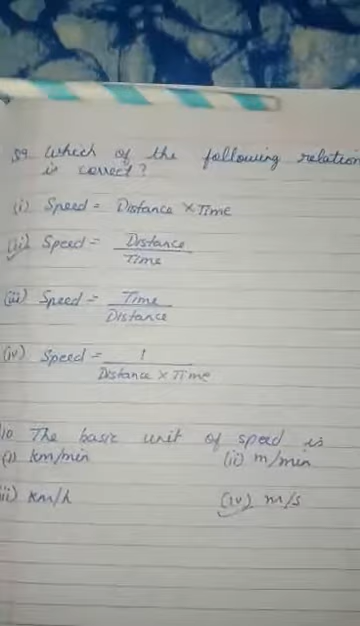 Q9 Which of the following relation
is correct?
(i) Speed = Distance × Time
(ii) Speed = Distance
Time
(iii) Speed = Time
Distance
(iv) Speed = 1
Distance × Time
10 The basic unit of speed is
(i) km/min (ii) m/min
iii) km/h (iv) m/s